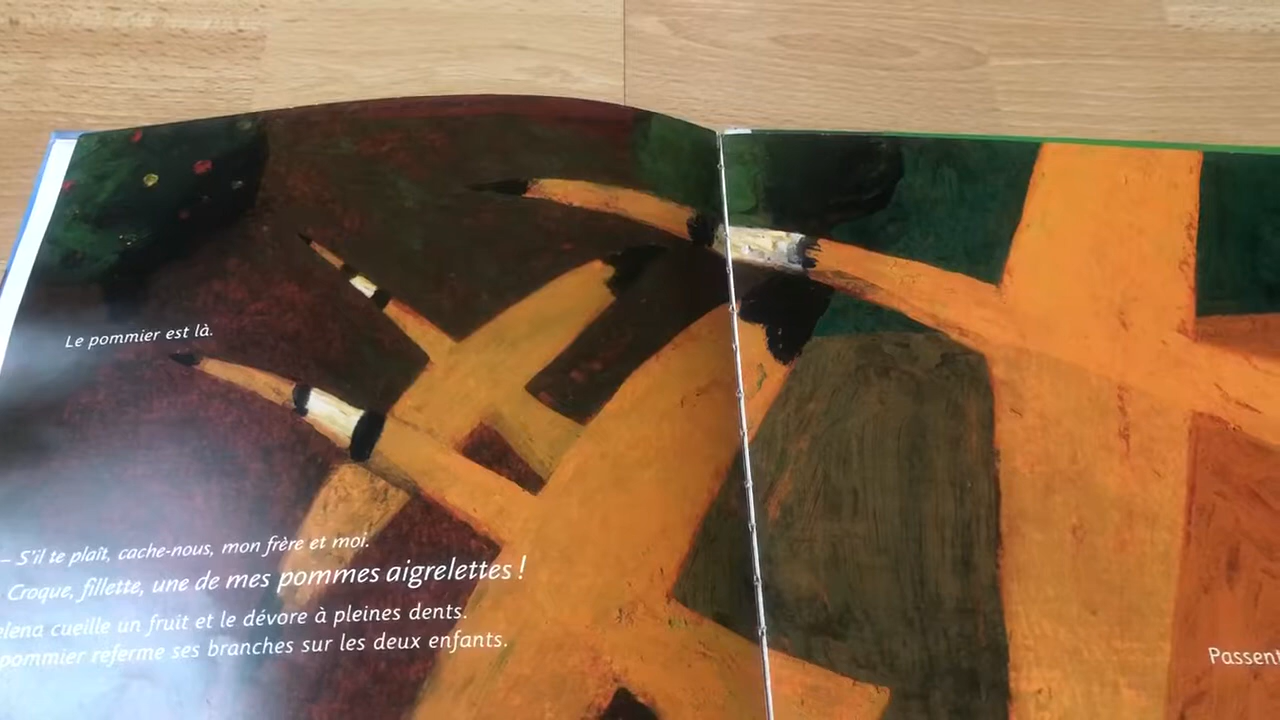 Le pommier est là.
– S'il te plaît, cache-nous, mon frère et moi.
Croque, fillette, une de mes pommes aigrelettes !
cueille un fruit et le dévore à pleines dents.
pommier referme ses branches sur les deux enfants.
Passent